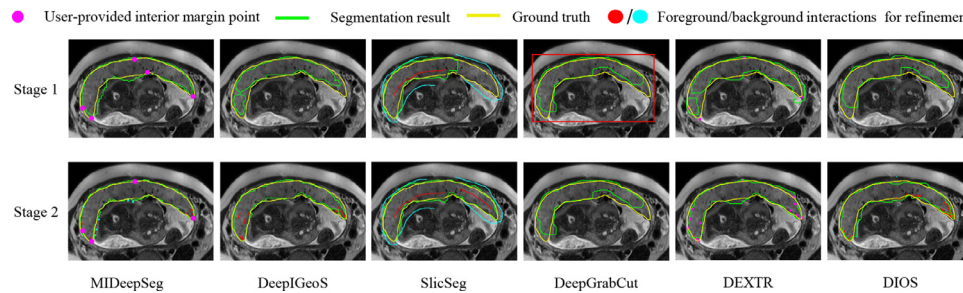 User-provided interior margin point Segmentation result Ground truth / Foreground/background interactions for refinement
Stage 1
Stage 2
MIDeepSeg DeepIGeoS SlicSeg DeepGrabCut DEXTR DIOS